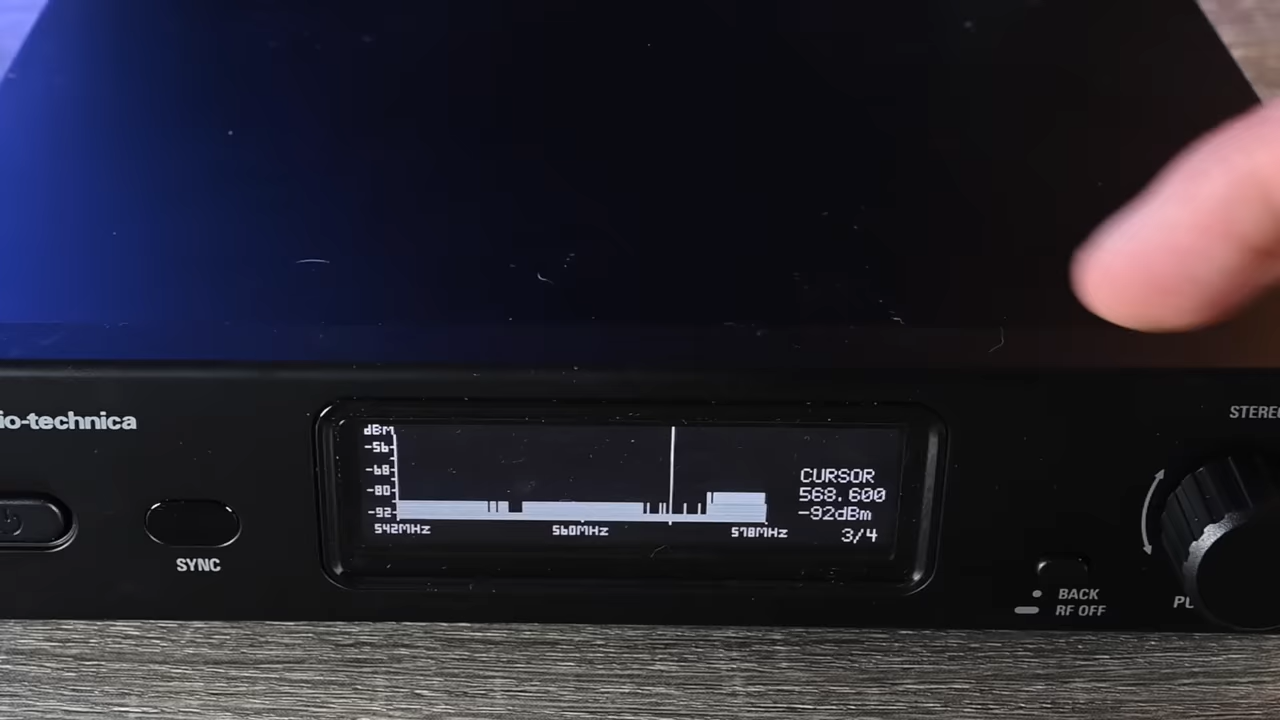 io-technica
SYNC
dBm
-56
-68
-80
-92
542MHz
560MHz
578MHz
CURSOR
568.600
-92dBm
3/4
STEREO
BACK
RF OFF